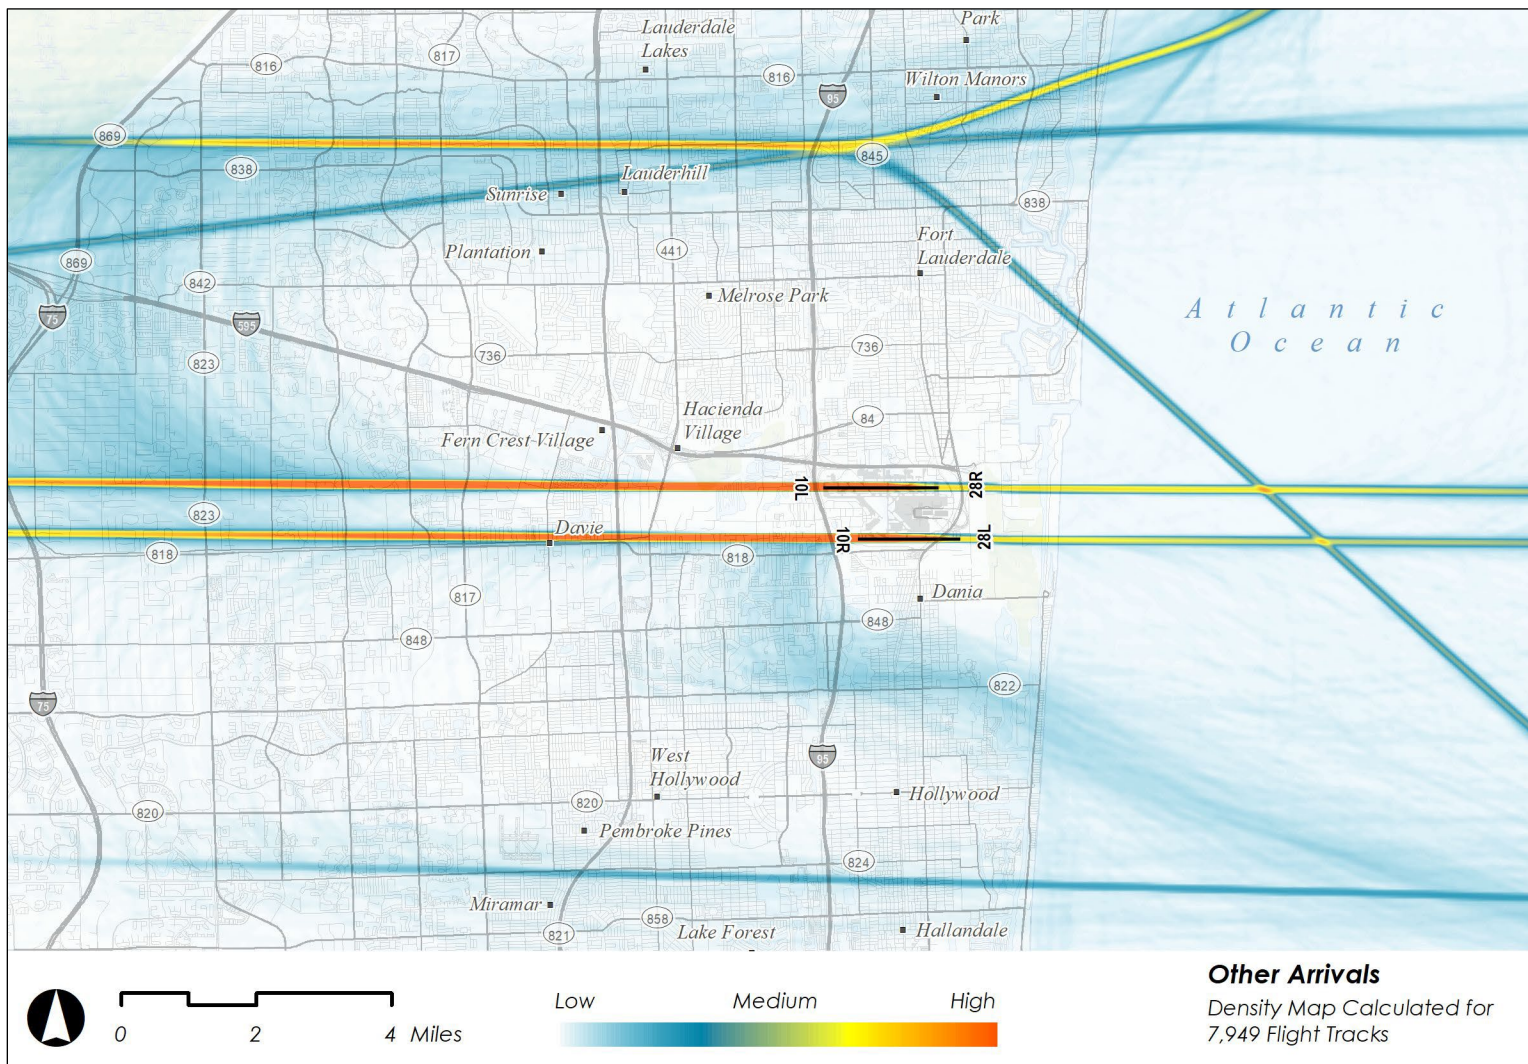 Park
Lauderdale
Lakes
817
816
816
Wilton Manors
95
869
845
838
Lauderhill
Sunrise
838
Fort
Lauderdale
Plantation
441
869
842
Melrose Park
Atlantic
Ocean
75
595
736
736
823
Hacienda
Village
84
Fern Crest Village
10L
28R
823
Davie
10R
28L
818
818
817
Dania
848
848
822
75
West
Hollywood
95
820
820
Hollywood
Pembroke Pines
824
Miramar
858
821
Lake Forest
Hallandale
Other Arrivals
Density Map Calculated for
7,949 Flight Tracks
Low Medium High
0 2 4 Miles